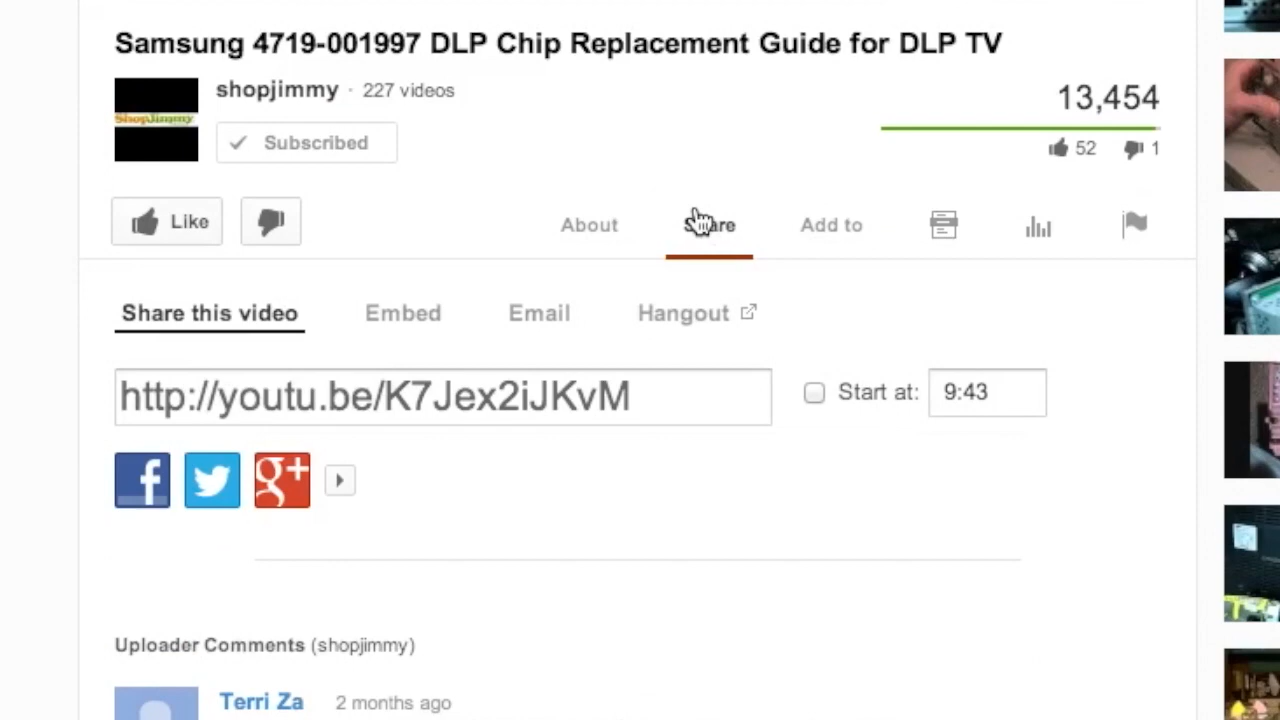 Samsung 4719-001997 DLP Chip Replacement Guide for DLP TV
shopjimmy · 227 videos
ShopJimmy
Subscribed
13,454
52 1
Like
About Share Add to
Share this video Embed Email Hangout
http://youtu.be/K7Jex2iJKvM
Start at: 9:43
f g+
Uploader Comments (shopjimmy)
Terri Za 2 months ago